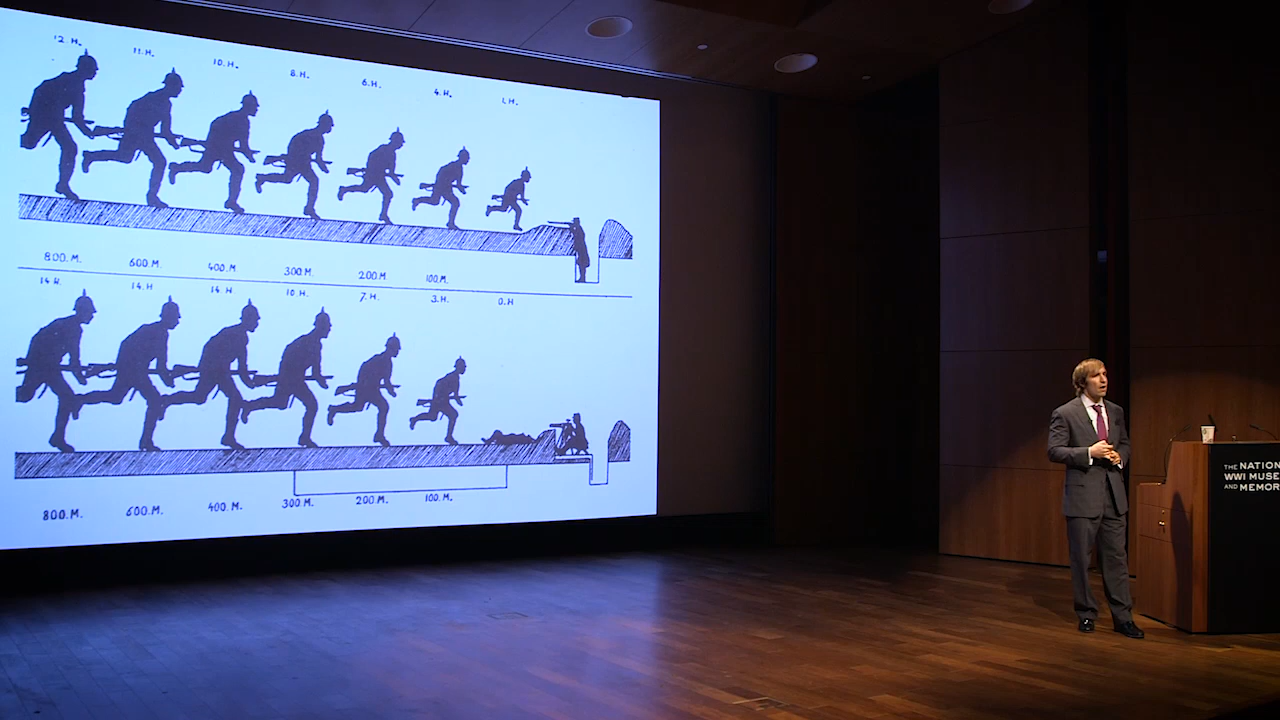 12. H. 11. H. 10. H. 8. H. 6. H. 4. H. 1. H.
800. M. 600. M. 400. M 300. M. 200. M 100. M.
14 H. 14. H 14. H 10. H. 7. H. 3. H. 0. H
800. M. 600. M. 400. M. 300 M. 200. M. 100. M.
THE NATION
WWI MUSE
AND MEMOR